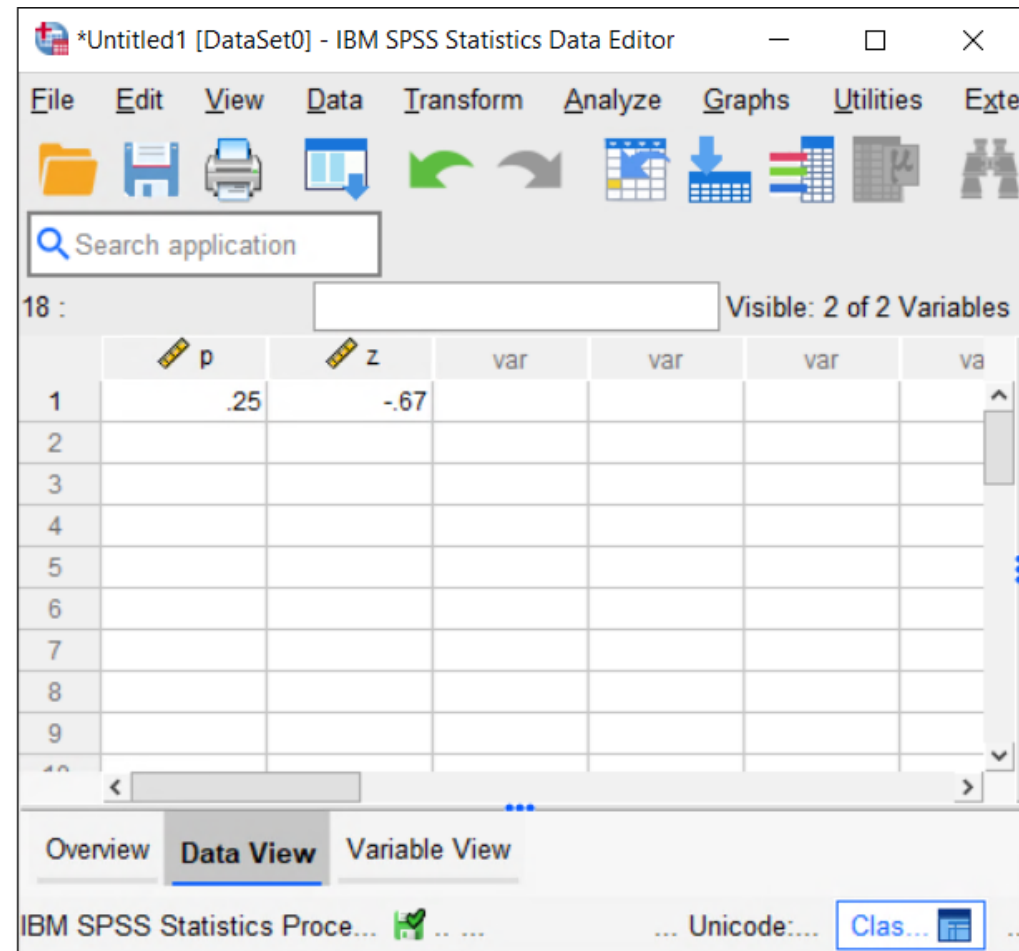 *Untitled1 [DataSet0] - IBM SPSS Statistics Data Editor
File Edit View Data Transform Analyze Graphs Utilities Exte
Search application
18 : Visible: 2 of 2 Variables
p z var var var va
1 .25 -.67
2
3
4
5
6
7
8
9
Overview Data View Variable View
IBM SPSS Statistics Proce... .. ... ... Unicode:... Clas... ..